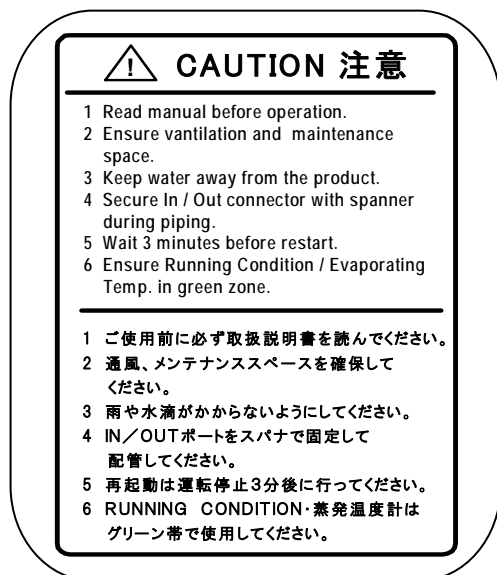 CAUTION 注意
1 Read manual before operation.
2 Ensure vantilation and maintenance
space.
3 Keep water away from the product.
4 Secure In / Out connector with spanner
during piping.
5 Wait 3 minutes before restart.
6 Ensure Running Condition / Evaporating
Temp. in green zone.
1 ご使用前に必ず取扱説明書を読んでください。
2 通風、メンテナンススペースを確保して
ください。
3 雨や水滴がかからないようにしてください。
4 IN/OUTポートをスパナで固定して
配管してください。
5 再起動は運転停止3分後に行ってください。
6 RUNNING CONDITION・蒸発温度計は
グリーン帯で使用してください。